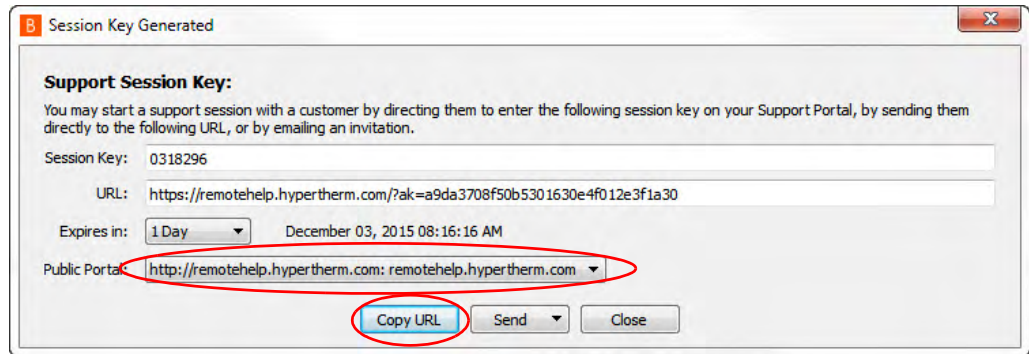 B Session Key Generated X
Support Session Key:
You may start a support session with a customer by directing them to enter the following session key on your Support Portal, by sending them
directly to the following URL, or by emailing an invitation.
Session Key: 0318296
URL: https://remotehelp.hypertherm.com/?ak=a9da3708f50b5301630e4f012e3f1a30
Expires in: 1 Day December 03, 2015 08:16:16 AM
Public Portal: http://remotehelp.hypertherm.com: remotehelp.hypertherm.com
Copy URL Send Close